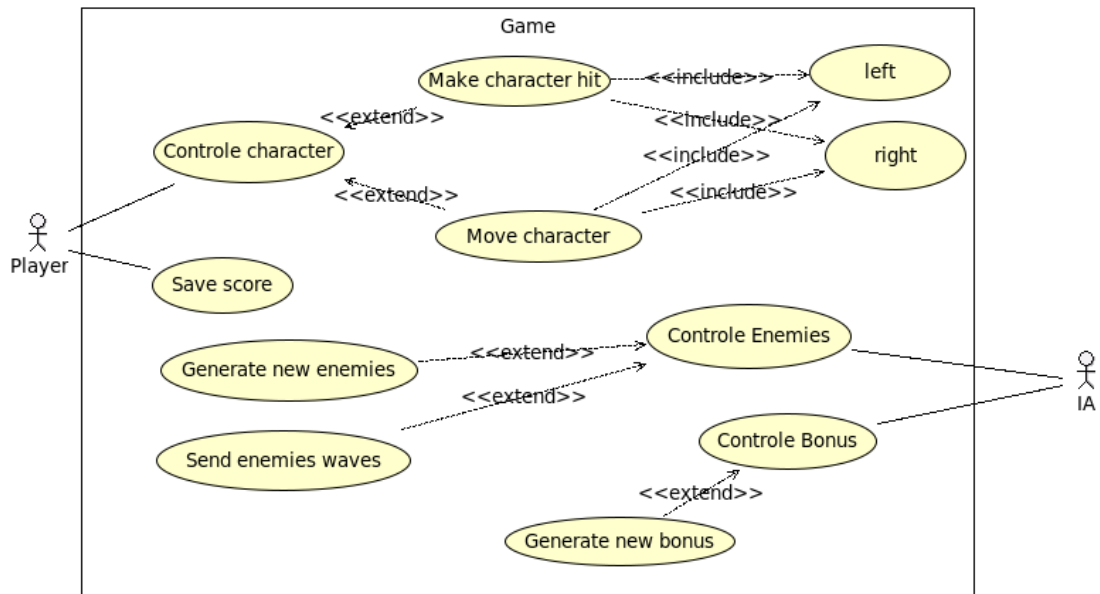 Game
Make character hit
<<include>>
left
<<extend>>
<<include>>
Controle character
<<include>>
right
<<extend>>
<<include>>
Move character
Player
Save score
Controle Enemies
<<extend>>
Generate new enemies
<<extend>>
IA
Controle Bonus
Send enemies waves
<<extend>>
Generate new bonus